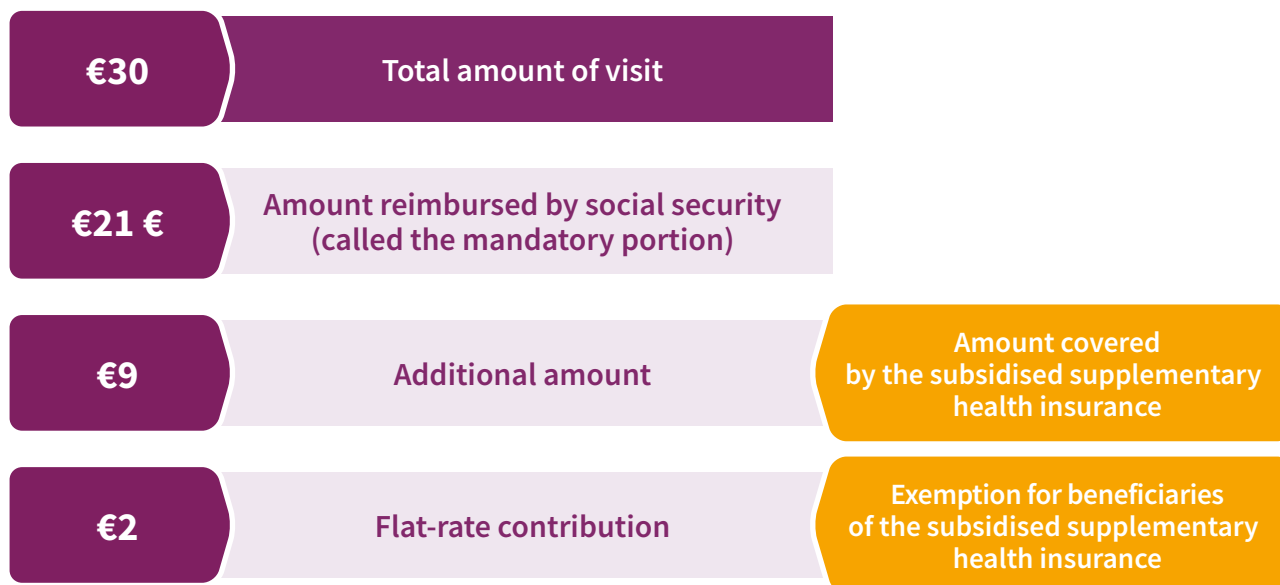 €30
Total amount of visit
€21 €
Amount reimbursed by social security
(called the mandatory portion)
€9
Additional amount
Amount covered
by the subsidised supplementary
health insurance
€2
Flat-rate contribution
Exemption for beneficiaries
of the subsidised supplementary
health insurance